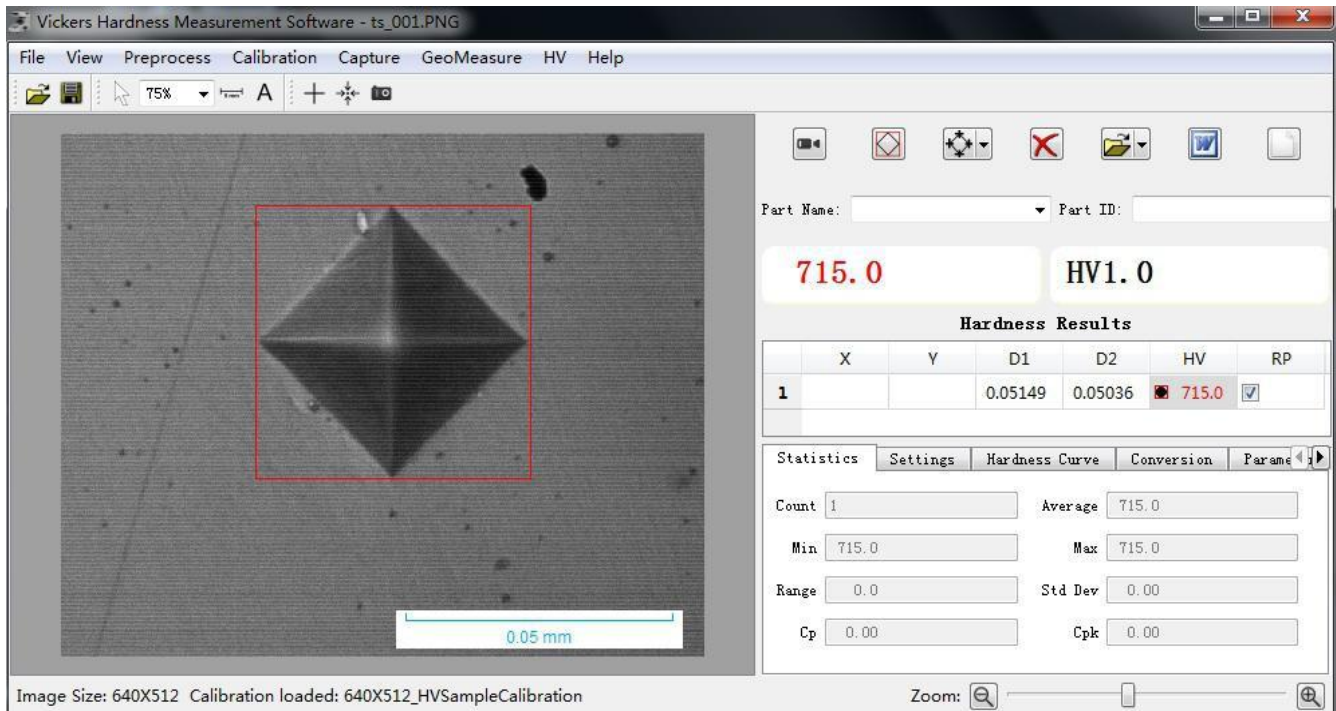 Vickers Hardness Measurement Software - ts_001.PNG
File View Preprocess Calibration Capture GeoMeasure HV Help
75% A
Part Name: Part ID:
715.0 HV1.0
Hardness Results
X Y D1 D2 HV RP
1 0.05149 0.05036 715.0
Statistics Settings Hardness Curve Conversion
Count 1 Average 715.0
Min 715.0 Max 715.0
Range 0.0 Std Dev 0.00
Cp 0.00 Cpk 0.00
0.05 mm
Image Size: 640X512 Calibration loaded: 640X512_HVSampleCalibration Zoom: